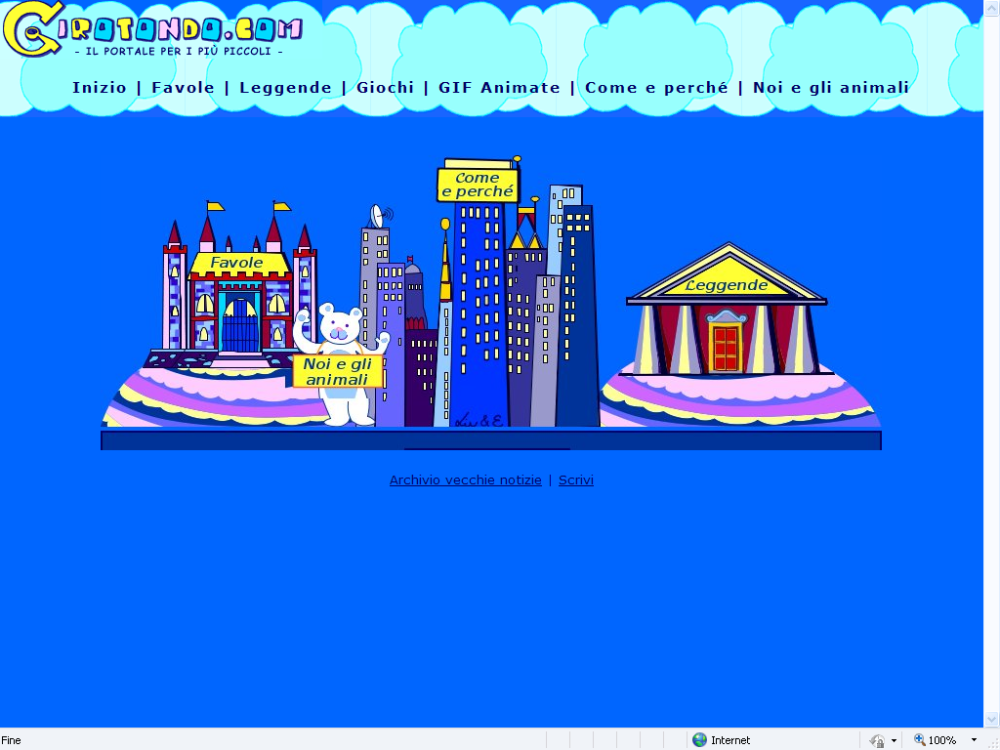 Girotondo.com
- IL PORTALE PER I PIÙ PICCOLI -
Inizio | Favole | Leggende | Giochi | GIF Animate | Come e perché | Noi e gli animali
Come
e perché
Favole
Leggende
Noi e gli
animali
Archivio vecchie notizie | Scrivi
Fine
Internet
100%